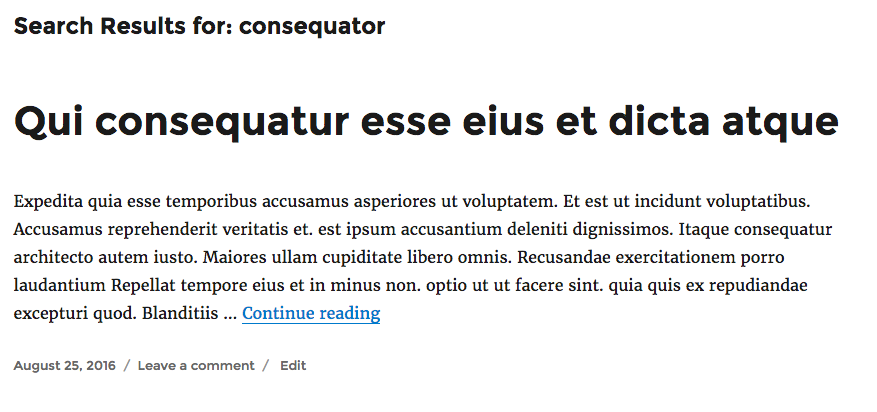 Search Results for: consequator
Qui consequatur esse eius et dicta atque
Expedita quia esse temporibus accusamus asperiores ut voluptatem. Et est ut incidunt voluptatibus.
Accusamus reprehenderit veritatis et. est ipsum accusantium deleniti dignissimos. Itaque consequatur
architecto autem iusto. Maiores ullam cupiditate libero omnis. Recusandae exercitationem porro
laudantium Repellat tempore eius et in minus non. optio ut ut facere sint. quia quis ex repudiandae
excepturi quod. Blanditiis … Continue reading
August 25, 2016 / Leave a comment / Edit